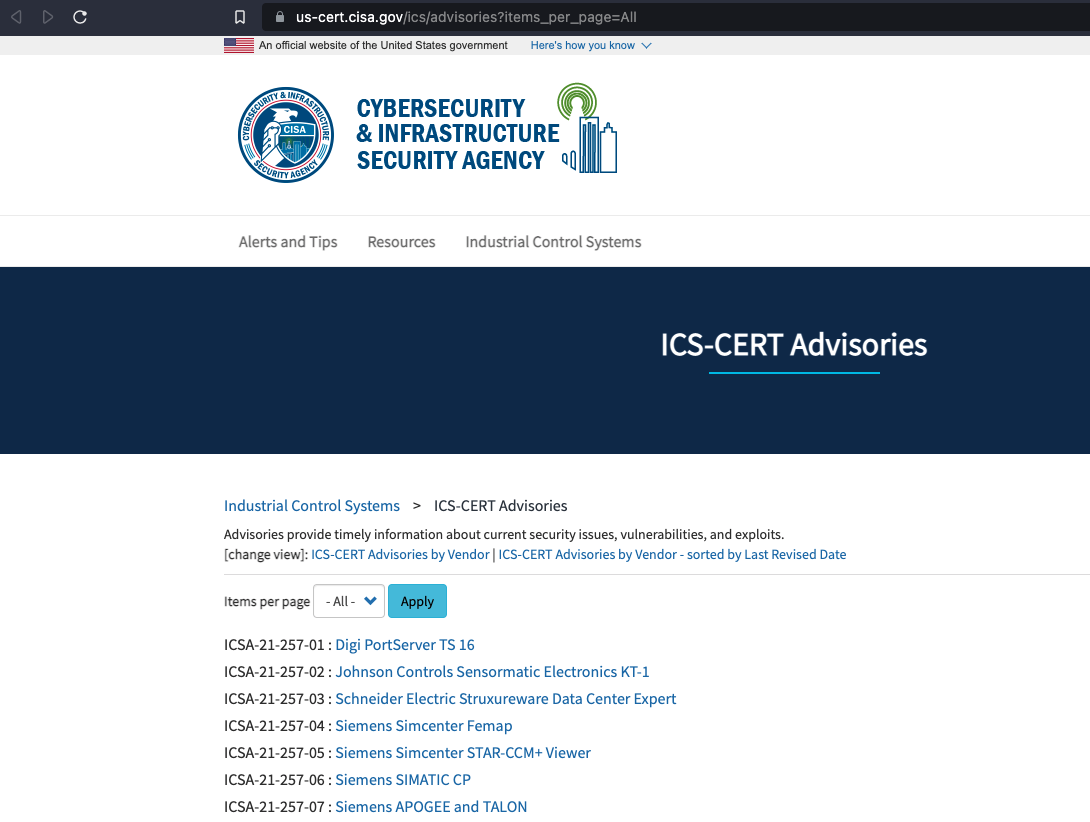 us-cert.cisa.gov/ics/advisories?items_per_page=All
An official website of the United States government Here's how you know
CYBERSECURITY & INFRASTRUCTURE
CISA
SECURITY AGENCY
CYBERSECURITY
& INFRASTRUCTURE
SECURITY AGENCY
Alerts and Tips Resources Industrial Control Systems
ICS-CERT Advisories
Industrial Control Systems > ICS-CERT Advisories
Advisories provide timely information about current security issues, vulnerabilities, and exploits.
[change view]: ICS-CERT Advisories by Vendor | ICS-CERT Advisories by Vendor - sorted by Last Revised Date
Items per page - All - Apply
ICSA-21-257-01 : Digi PortServer TS 16
ICSA-21-257-02 : Johnson Controls Sensormatic Electronics KT-1
ICSA-21-257-03 : Schneider Electric Struxureware Data Center Expert
ICSA-21-257-04 : Siemens Simcenter Femap
ICSA-21-257-05 : Siemens Simcenter STAR-CCM+ Viewer
ICSA-21-257-06 : Siemens SIMATIC CP
ICSA-21-257-07 : Siemens APOGEE and TALON